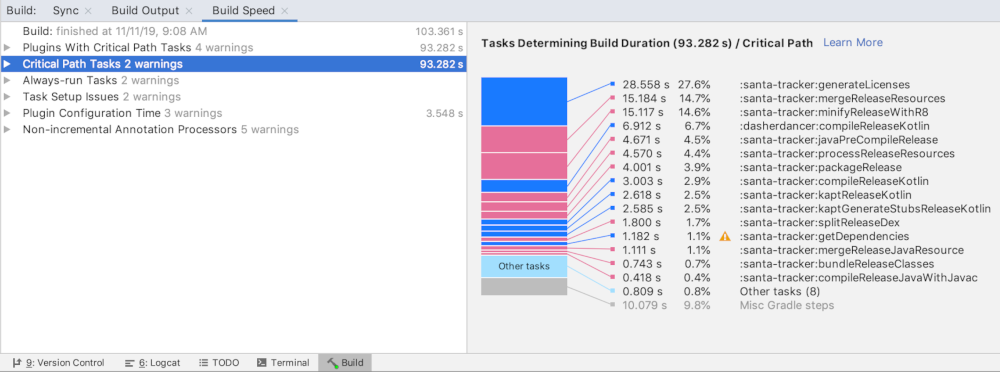 Build: Sync × Build Output × Build Speed ×
Build: finished at 11/11/19, 9:08 AM 103.361 s
Plugins With Critical Path Tasks 4 warnings 93.282 s
Critical Path Tasks 2 warnings 93.282 s
Always-run Tasks 2 warnings
Task Setup Issues 2 warnings
Plugin Configuration Time 3 warnings 3.548 s
Non-incremental Annotation Processors 5 warnings
Tasks Determining Build Duration (93.282 s) / Critical Path Learn More
28.558 s 27.6% :santa-tracker:generateLicenses
15.184 s 14.7% :santa-tracker:mergeReleaseResources
15.117 s 14.6% :santa-tracker:minifyReleaseWithR8
6.912 s 6.7% :dasherdancer:compileReleaseKotlin
4.671 s 4.5% :santa-tracker:javaPreCompileRelease
4.570 s 4.4% :santa-tracker:processReleaseResources
4.001 s 3.9% :santa-tracker:packageRelease
3.003 s 2.9% :santa-tracker:compileReleaseKotlin
2.618 s 2.5% :santa-tracker:kaptReleaseKotlin
2.585 s 2.5% :santa-tracker:kaptGenerateStubsReleaseKotlin
1.800 s 1.7% :santa-tracker:splitReleaseDex
1.182 s 1.1% :santa-tracker:getDependencies
1.111 s 1.1% :santa-tracker:mergeReleaseJavaResource
0.743 s 0.7% :santa-tracker:bundleReleaseClasses
0.418 s 0.4% :santa-tracker:compileReleaseJavaWithJavac
0.809 s 0.8% Other tasks (8)
10.079 s 9.8% Misc Gradle steps
Other tasks
9: Version Control 6: Logcat TODO Terminal Build